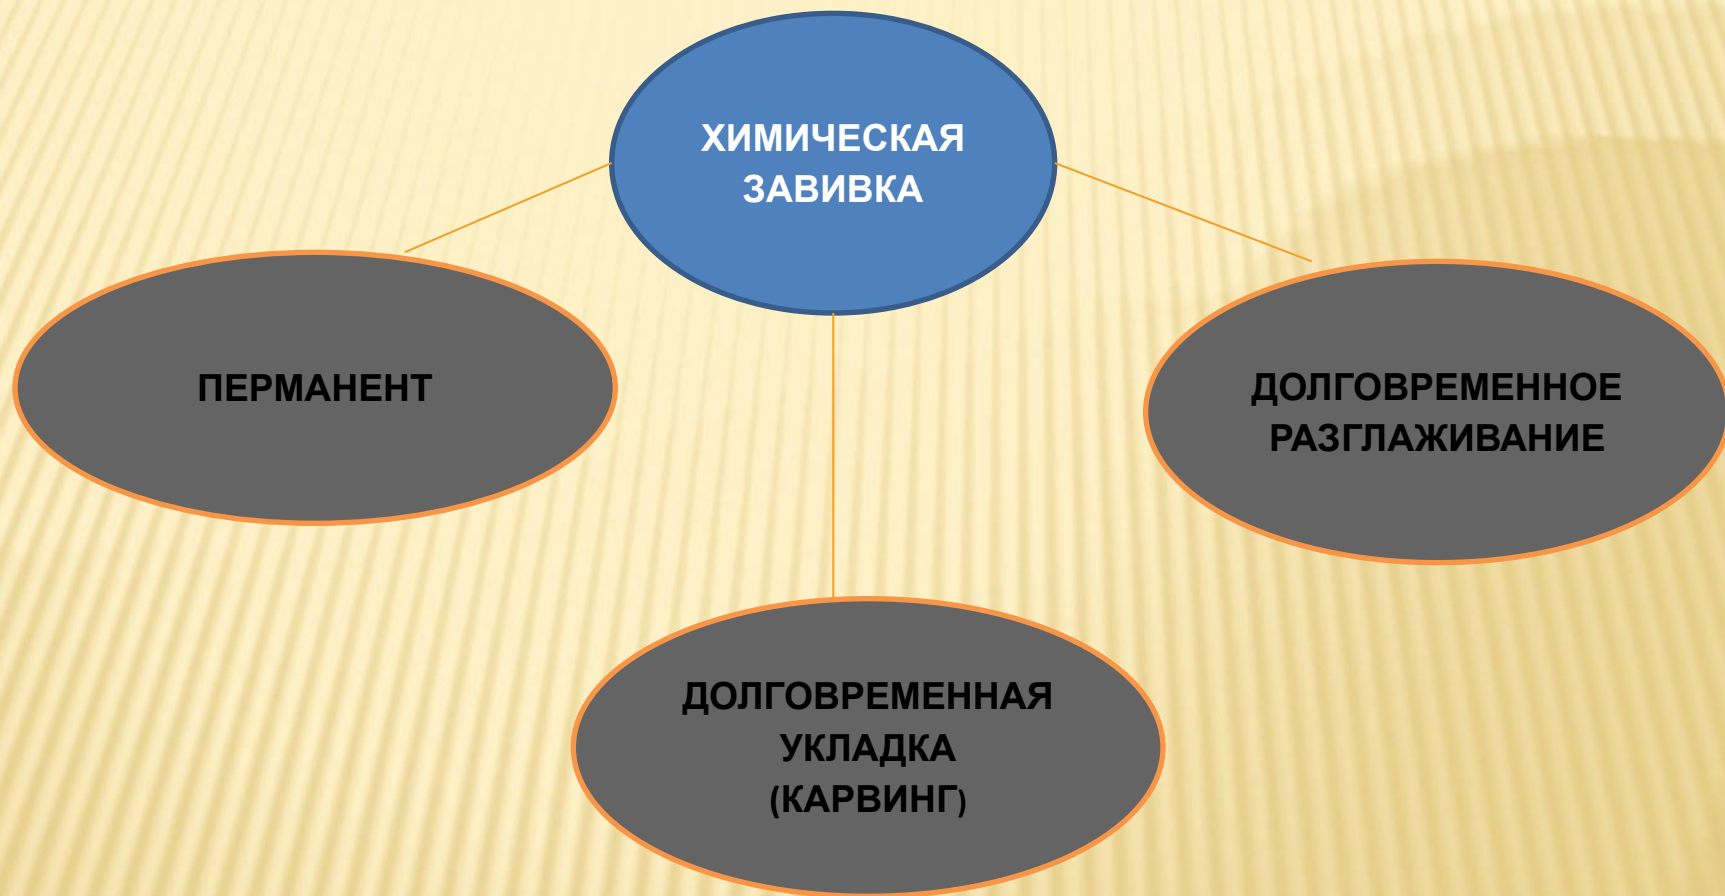 ХИМИЧЕСКАЯ
ЗАВИВКА
ПЕРМАНЕНТ
ДОЛГОВРЕМЕННОЕ
РАЗГЛАЖИВАНИЕ
ДОЛГОВРЕМЕННАЯ
УКЛАДКА
(КАРВИНГ)